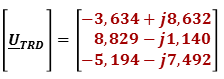 −3,634 + j8,632
[U_TRD] = 8,829 − j1,140
−5,194 − j7,492